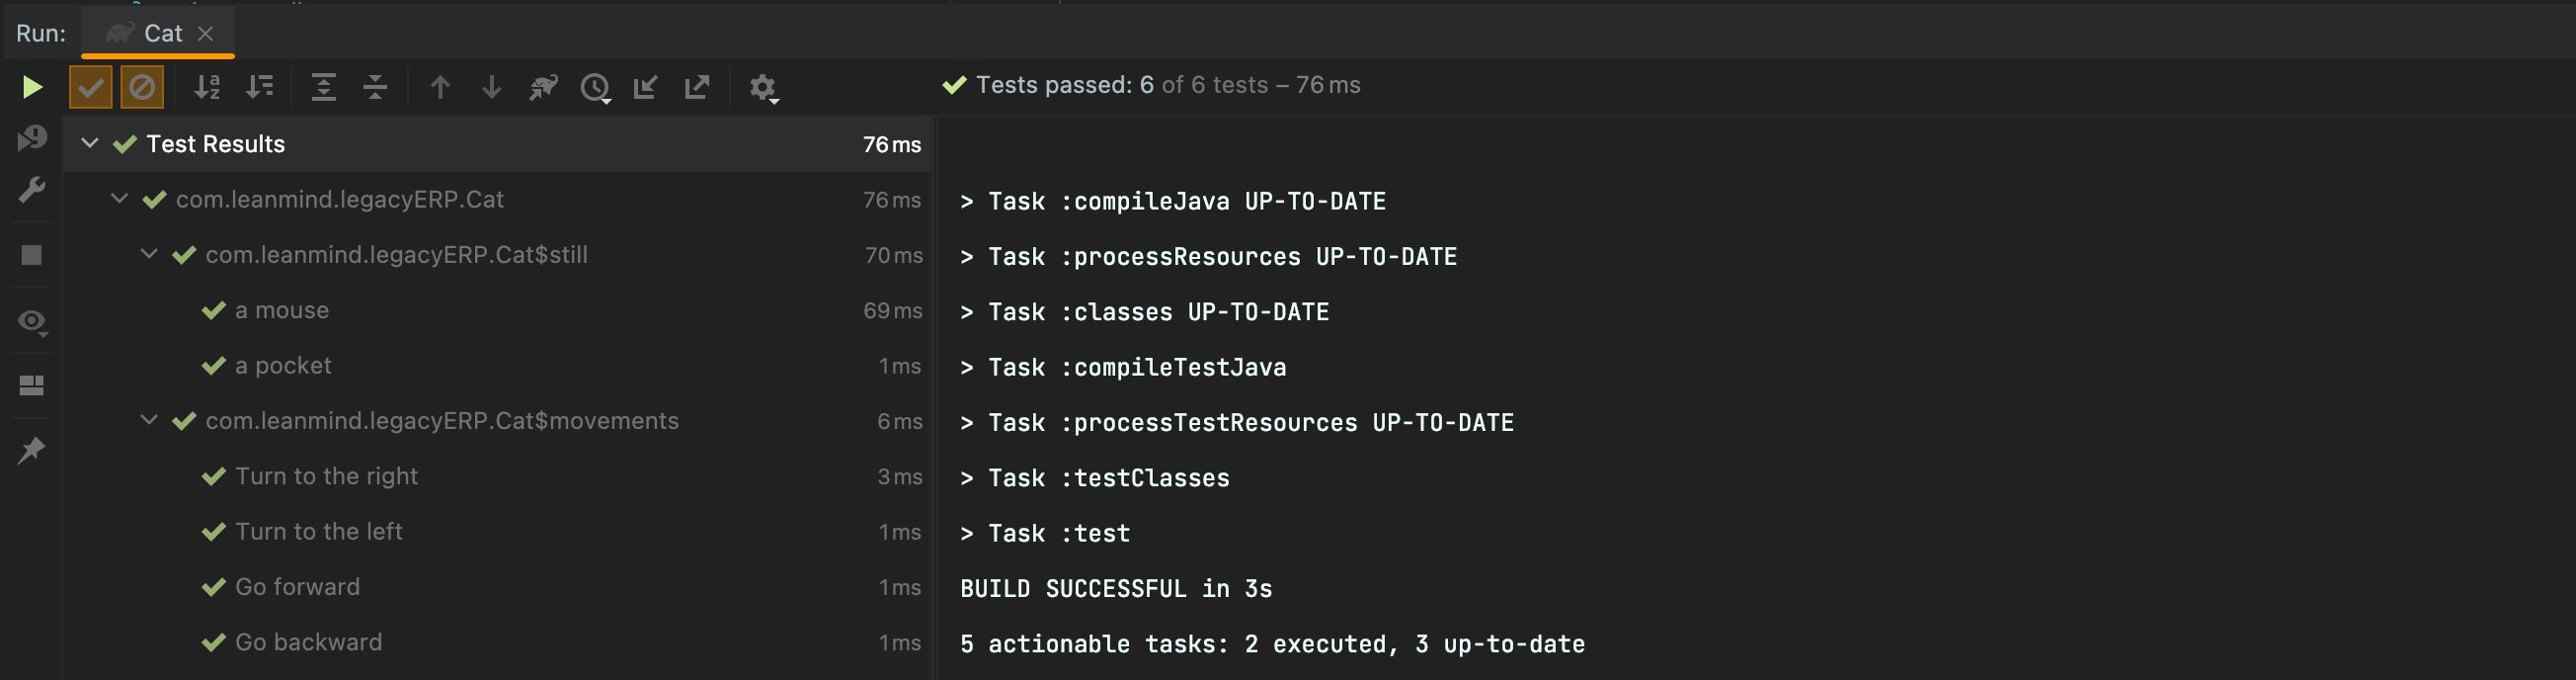 Run: Cat
Tests passed: 6 of 6 tests – 76 ms
Test Results 76 ms
com.leanmind.legacyERP.Cat 76 ms
com.leanmind.legacyERP.Cat$still 70 ms
a mouse 69 ms
a pocket 1 ms
com.leanmind.legacyERP.Cat$movements 6 ms
Turn to the right 3 ms
Turn to the left 1 ms
Go forward 1 ms
Go backward 1 ms
> Task :compileJava UP-TO-DATE
> Task :processResources UP-TO-DATE
> Task :classes UP-TO-DATE
> Task :compileTestJava
> Task :processTestResources UP-TO-DATE
> Task :testClasses
> Task :test
BUILD SUCCESSFUL in 3s
5 actionable tasks: 2 executed, 3 up-to-date